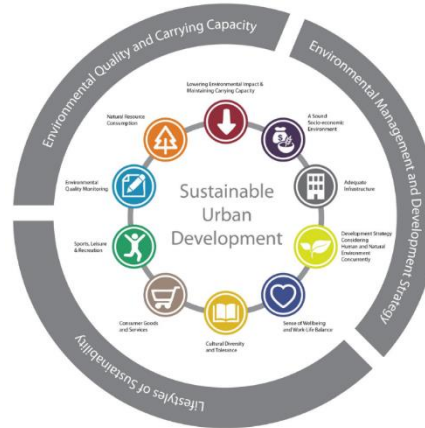 Environmental Quality and Carrying Capacity
Environmental Management and Development Strategy
Lifestyles of Sustainability
Lowering Environmental Impact &
Maintaining Carrying Capacity
A Sound
Socio-economic
Environment
Adequate
Infrastructure
Development Strategy
Considering
Human and Natural
Environment
Concurrently
Sense of Wellbeing
and Work Life Balance
Cultural Diversity
and Tolerance
Consumer Goods
and Services
Sports, Leisure
& Recreation
Environmental
Quality Monitoring
Natural Resource
Consumption
Sustainable
Urban
Development
$